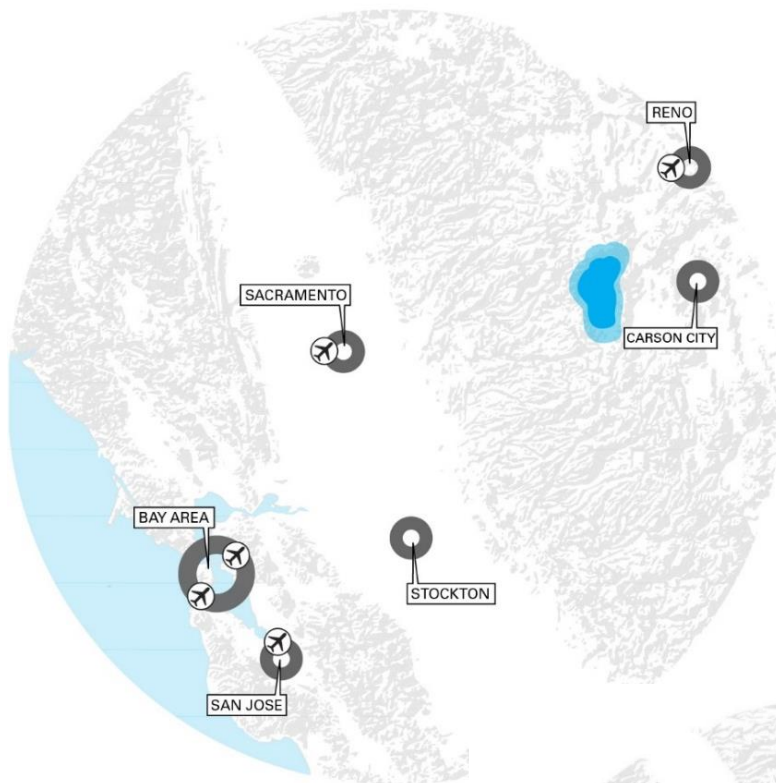 RENO
SACRAMENTO
CARSON CITY
BAY AREA
STOCKTON
SAN JOSE